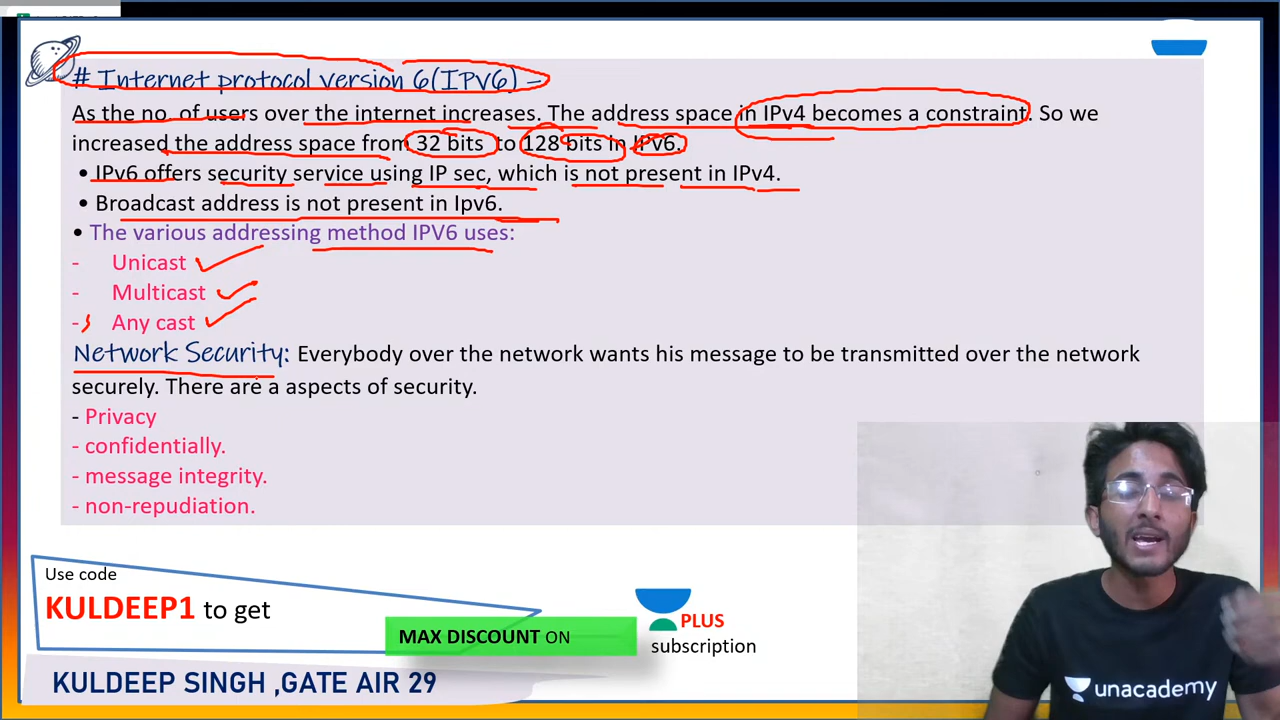 # Internet protocol version 6(IPv6) –
As the no. of users over the internet increases. The address space in IPv4 becomes a constraint. So we
increased the address space from 32 bits to 128 bits in IPv6.
• IPv6 offers security service using IP sec, which is not present in IPv4.
• Broadcast address is not present in Ipv6.
• The various addressing method IPV6 uses:
- Unicast
- Multicast
- Any cast
Network Security: Everybody over the network wants his message to be transmitted over the network
securely. There are a aspects of security.
- Privacy
- confidentially.
- message integrity.
- non-repudiation.
Use code
KULDEEP1 to get
MAX DISCOUNT ON
PLUS
subscription
KULDEEP SINGH ,GATE AIR 29
unacademy